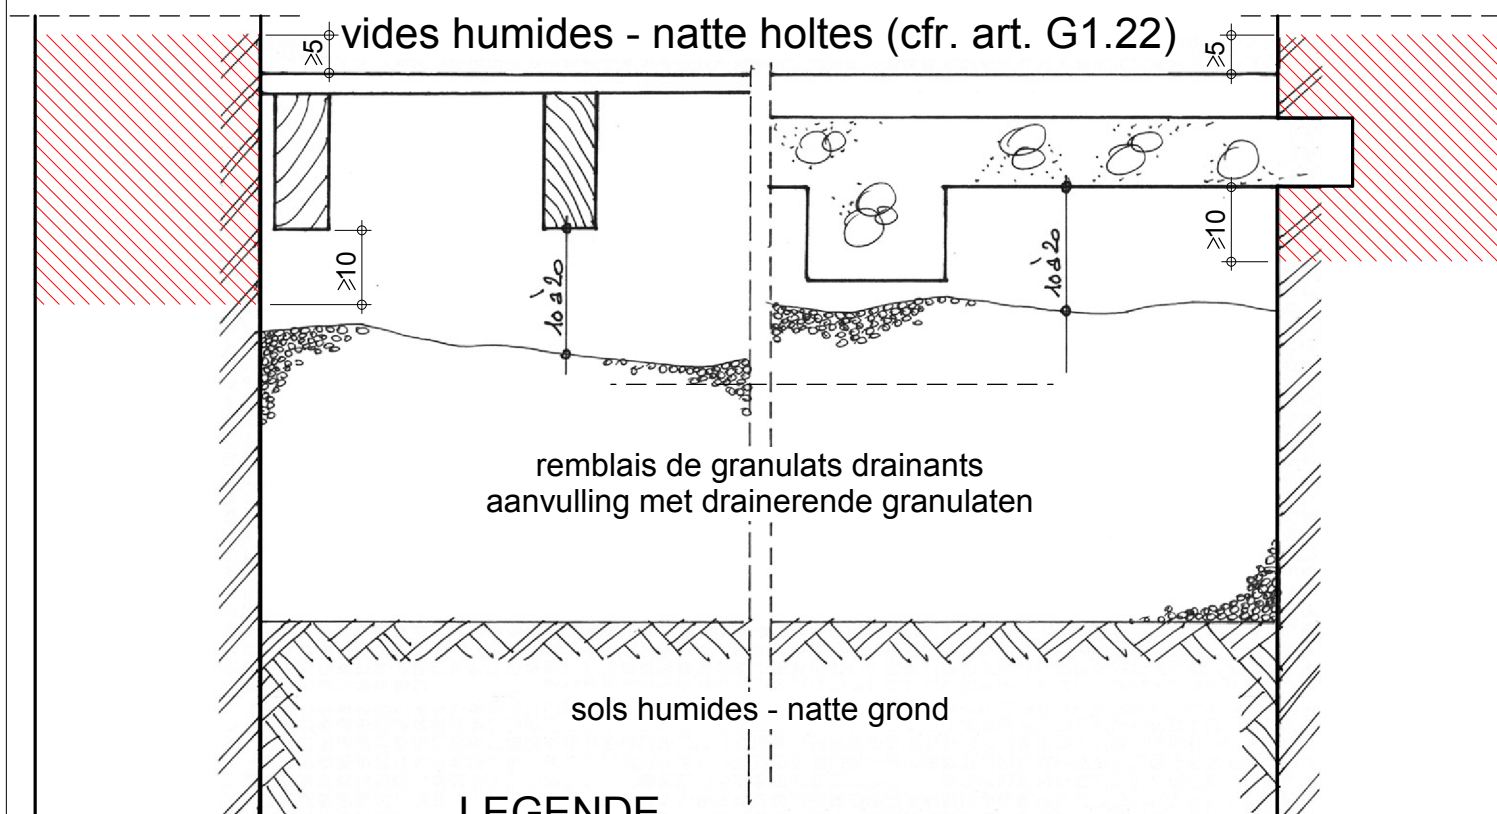 vides humides - natte holtes (cfr. art. G1.22)
≥5
≥5
≥10
10 à 20
10 à 20
≥10
remblais de granulats drainants
aanvulling met drainerende granulaten
sols humides - natte grond
LEGENDE